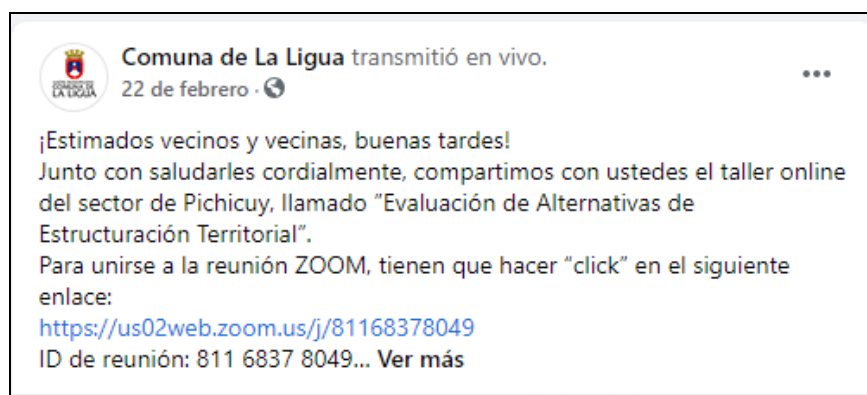 Comuna de La Ligua transmitió en vivo.
22 de febrero ·
¡Estimados vecinos y vecinas, buenas tardes!
Junto con saludarles cordialmente, compartimos con ustedes el taller online
del sector de Pichicuy, llamado "Evaluación de Alternativas de
Estructuración Territorial".
Para unirse a la reunión ZOOM, tienen que hacer "click" en el siguiente
enlace:
https://us02web.zoom.us/j/81168378049
ID de reunión: 811 6837 8049... Ver más